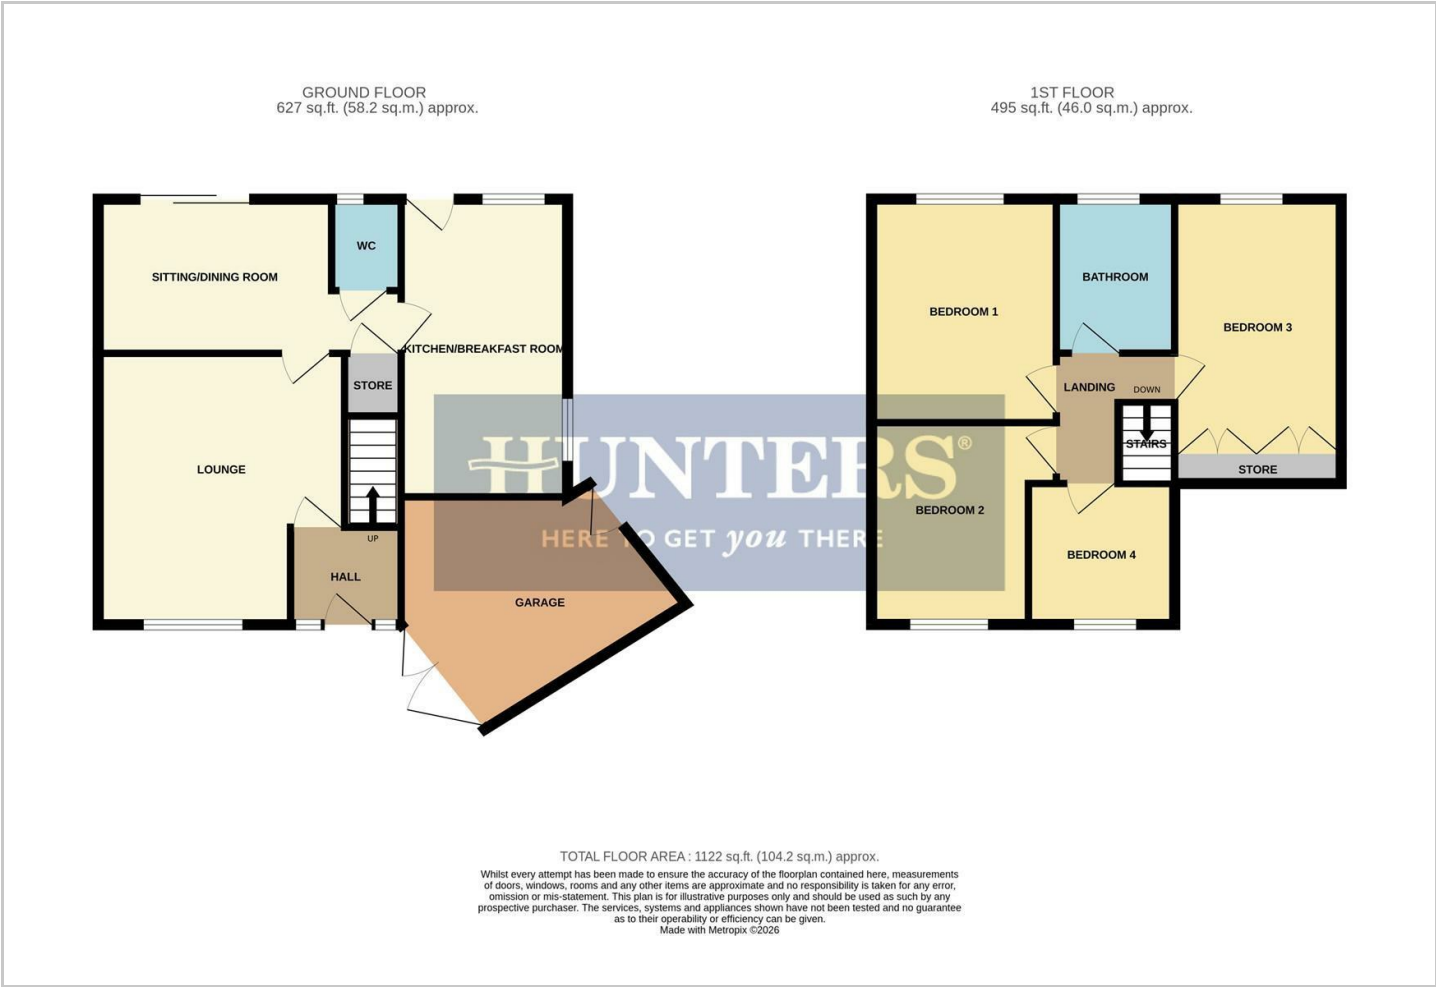 GROUND FLOOR
627 sq.ft. (58.2 sq.m.) approx.
1ST FLOOR
495 sq.ft. (46.0 sq.m.) approx.
SITTING/DINING ROOM
WC
KITCHEN/BREAKFAST ROOM
STORE
LOUNGE
UP
HALL
GARAGE
BEDROOM 1
BATHROOM
BEDROOM 3
LANDING
DOWN
STAIRS
STORE
BEDROOM 2
BEDROOM 4
HUNTERS®
HERE TO GET you THERE
TOTAL FLOOR AREA : 1122 sq.ft. (104.2 sq.m.) approx.
Whilst every attempt has been made to ensure the accuracy of the floorplan contained here, measurements
of doors, windows, rooms and any other items are approximate and no responsibility is taken for any error,
omission or mis-statement. This plan is for illustrative purposes only and should be used as such by any
prospective purchaser. The services, systems and appliances shown have not been tested and no guarantee
as to their operability or efficiency can be given.
Made with Metropix ©2026